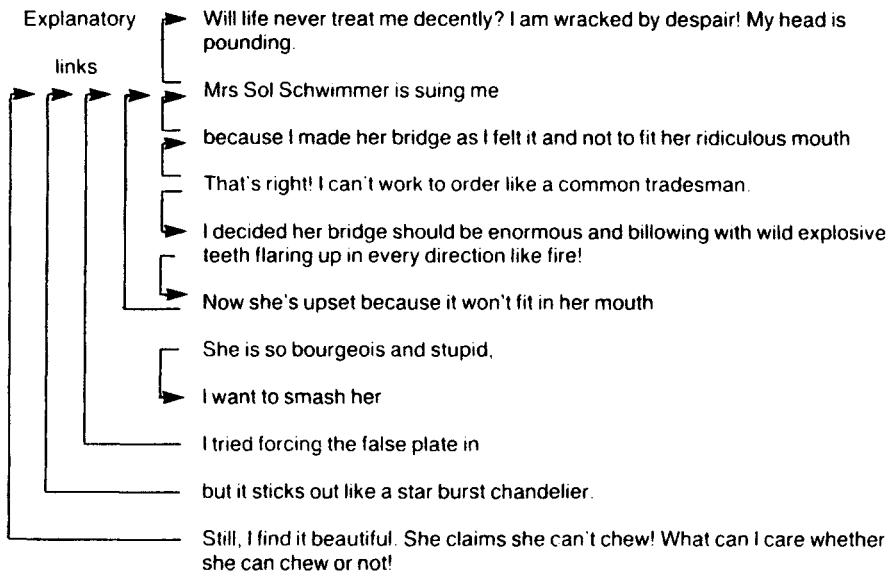 Explanatory
links
Will life never treat me decently? I am wracked by despair! My head is
pounding.
Mrs Sol Schwimmer is suing me
because I made her bridge as I felt it and not to fit her ridiculous mouth
That's right! I can't work to order like a common tradesman.
I decided her bridge should be enormous and billowing with wild explosive
teeth flaring up in every direction like fire!
Now she's upset because it won't fit in her mouth
She is so bourgeois and stupid,
I want to smash her
I tried forcing the false plate in
but it sticks out like a star burst chandelier.
Still, I find it beautiful. She claims she can't chew! What can I care whether
she can chew or not!